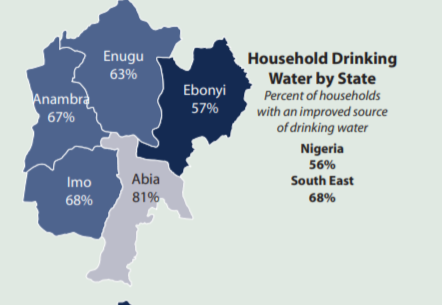 Enugu
63%
Household Drinking
Water by State
Percent of households
with an improved source
of drinking water
Nigeria
56%
South East
68%
Ebonyi
57%
Anambra
67%
Imo
68%
Abia
81%